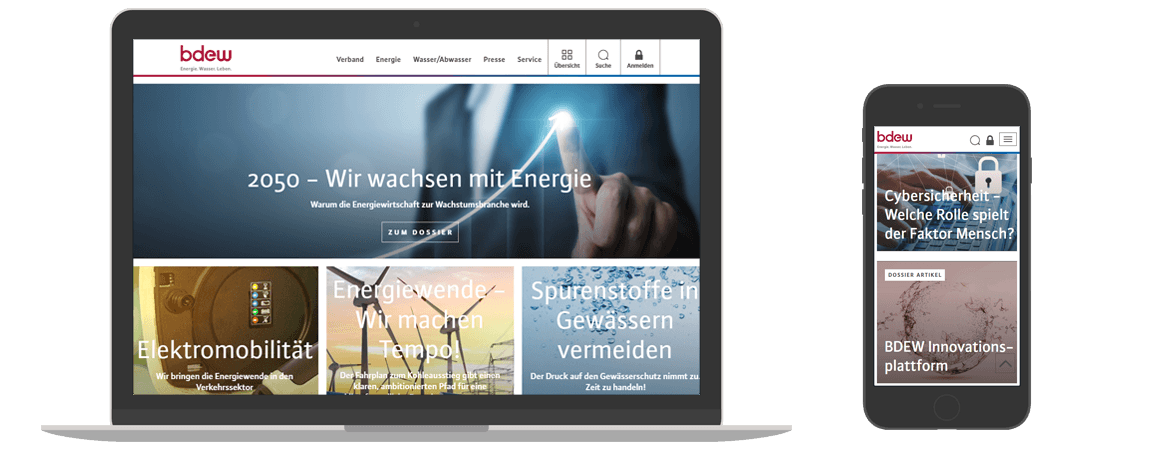 bdew
Energie. Wasser. Leben.
Verband Energie Wasser/Abwasser Presse Service
Übersicht Suche Anmelden
2050 – Wir wachsen mit Energie
Warum die Energiewirtschaft zur Wachstumsbranche wird.
ZUM DOSSIER
Elektromobilität
Wir bringen die Energiewende in den
Verkehrssektor.
Energiewende –
Wir machen
Tempo!
Der Fahrplan zum Kohleausstieg gibt einen
klaren, ambitionierten Pfad für eine
Spurenstoffe in
Gewässern
vermeiden
Der Druck auf den Gewässerschutz nimmt zu.
Zeit zu handeln!
bdew
Energie. Wasser. Leben.
Cybersicherheit –
Welche Rolle spielt
der Faktor Mensch?
DOSSIER ARTIKEL
BDEW Innovations-
plattform